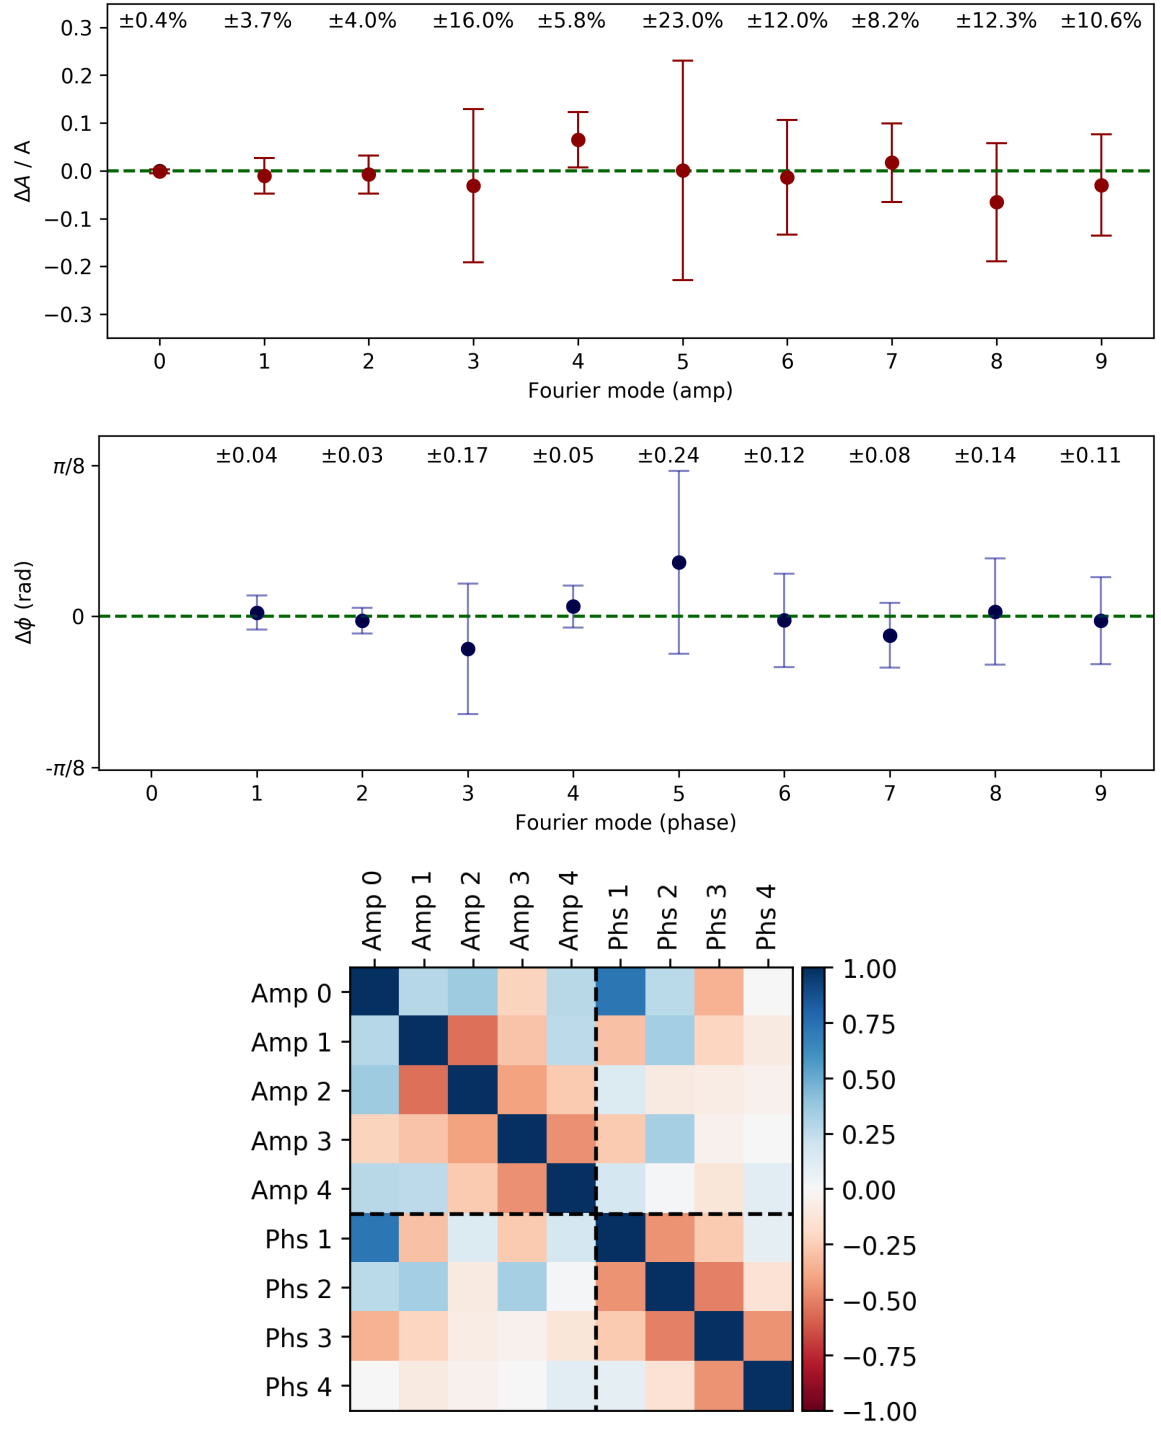 ±0.4% ±3.7% ±4.0% ±16.0% ±5.8% ±23.0% ±12.0% ±8.2% ±12.3% ±10.6%
0.3
0.2
0.1
0.0
−0.1
−0.2
−0.3
ΔA / A
0 1 2 3 4 5 6 7 8 9
Fourier mode (amp)
±0.04 ±0.03 ±0.17 ±0.05 ±0.24 ±0.12 ±0.08 ±0.14 ±0.11
π/8
0
-π/8
Δϕ (rad)
0 1 2 3 4 5 6 7 8 9
Fourier mode (phase)
Amp 0 Amp 1 Amp 2 Amp 3 Amp 4 Phs 1 Phs 2 Phs 3 Phs 4
Amp 0
Amp 1
Amp 2
Amp 3
Amp 4
Phs 1
Phs 2
Phs 3
Phs 4
1.00
0.75
0.50
0.25
0.00
−0.25
−0.50
−0.75
−1.00